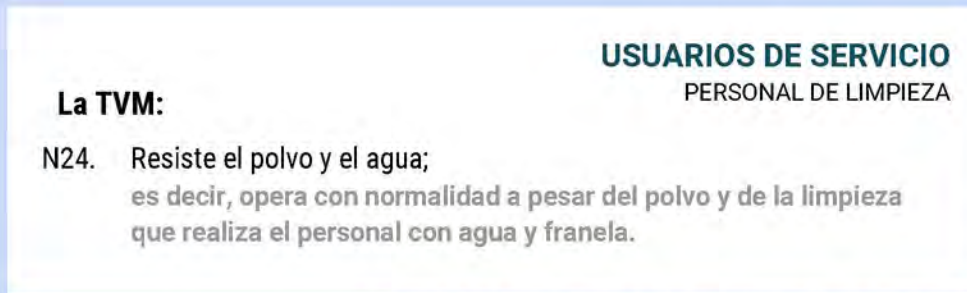 USUARIOS DE SERVICIO
PERSONAL DE LIMPIEZA
La TVM:
N24. Resiste el polvo y el agua;
es decir, opera con normalidad a pesar del polvo y de la limpieza
que realiza el personal con agua y franela.